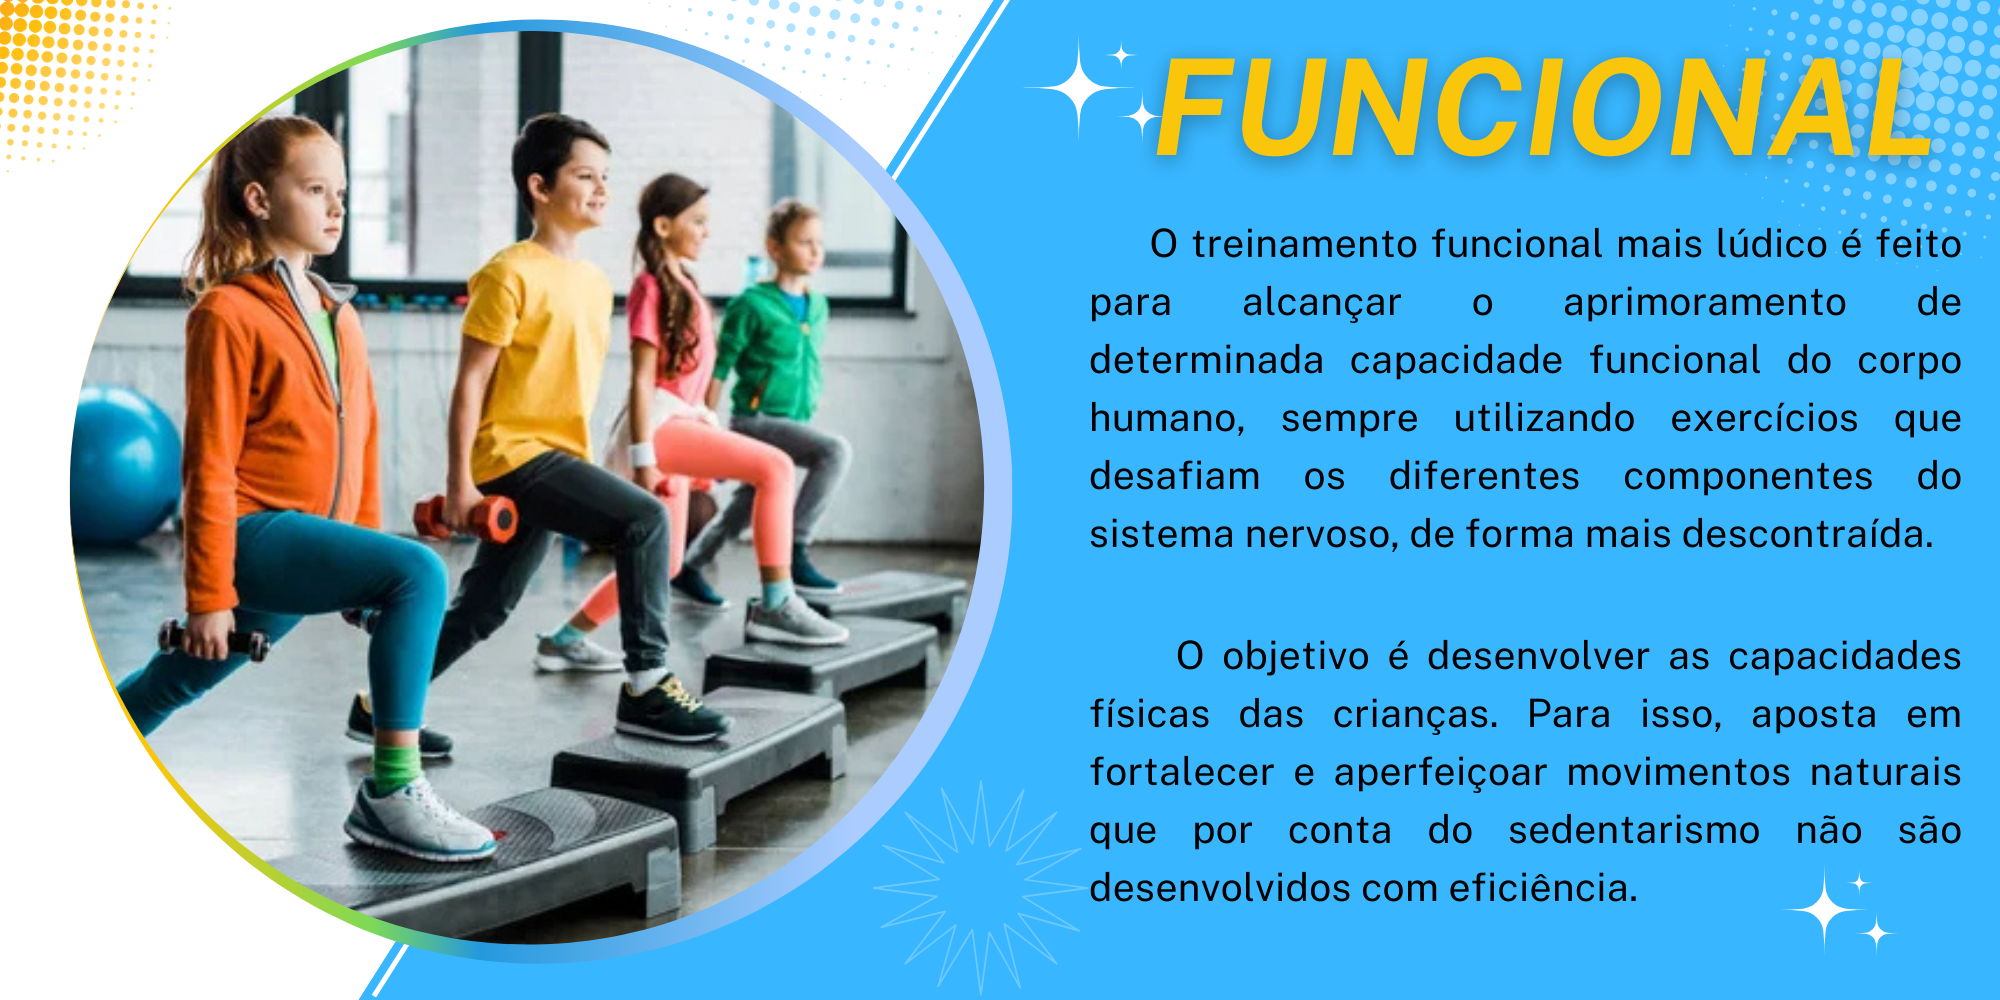 FUNCIONAL
O treinamento funcional mais lúdico é feito
para alcançar o aprimoramento de
determinada capacidade funcional do corpo
humano, sempre utilizando exercícios que
desafiam os diferentes componentes do
sistema nervoso, de forma mais descontraída.
O objetivo é desenvolver as capacidades
físicas das crianças. Para isso, aposta em
fortalecer e aperfeiçoar movimentos naturais
que por conta do sedentarismo não são
desenvolvidos com eficiência.